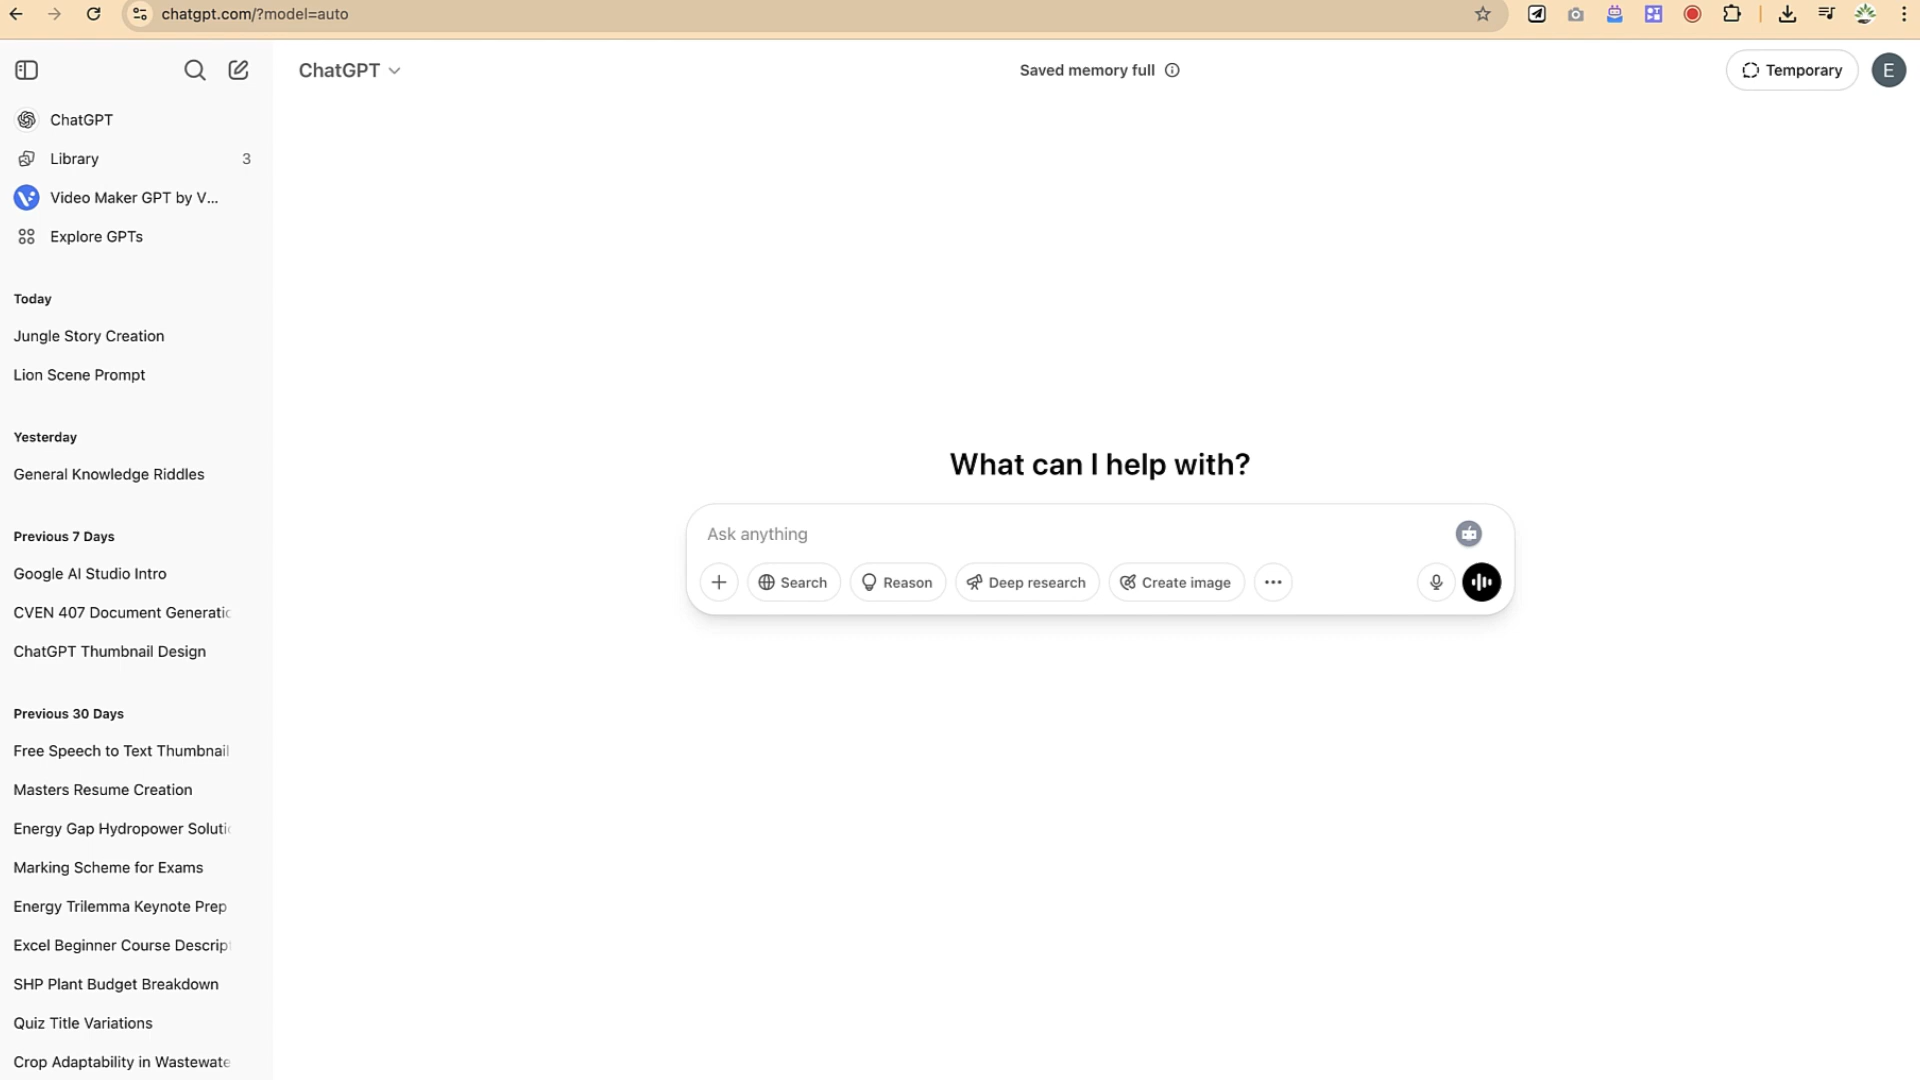 chatgpt.com/?model=auto
ChatGPT
Saved memory full
Temporary
E
ChatGPT
Library 3
Video Maker GPT by V...
Explore GPTs
Today
Jungle Story Creation
Lion Scene Prompt
Yesterday
General Knowledge Riddles
Previous 7 Days
Google AI Studio Intro
CVEN 407 Document Generatic
ChatGPT Thumbnail Design
Previous 30 Days
Free Speech to Text Thumbnail
Masters Resume Creation
Energy Gap Hydropower Soluti
Marking Scheme for Exams
Energy Trilemma Keynote Prep
Excel Beginner Course Descrip
SHP Plant Budget Breakdown
Quiz Title Variations
Crop Adaptability in Wastewate
What can I help with?
Ask anything
Search
Reason
Deep research
Create image